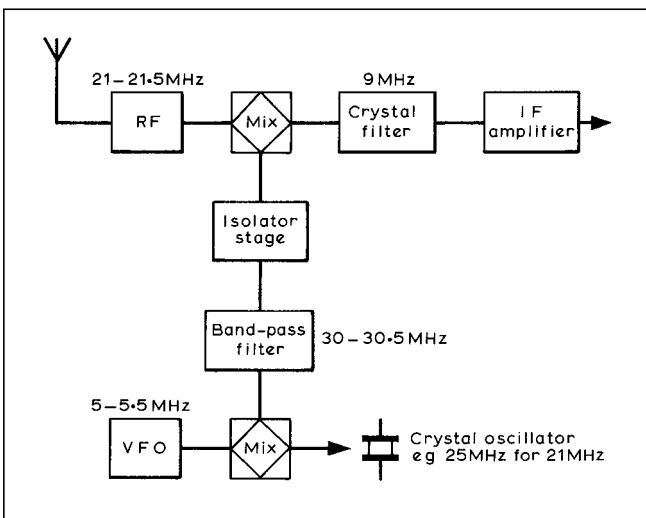 21–21·5MHz
RF
Mix
9MHz
Crystal
filter
IF
amplifier
Isolator
stage
Band-pass
filter
30–30·5MHz
5–5·5MHz
VFO
Mix
Crystal oscillator
eg 25MHz for 21MHz